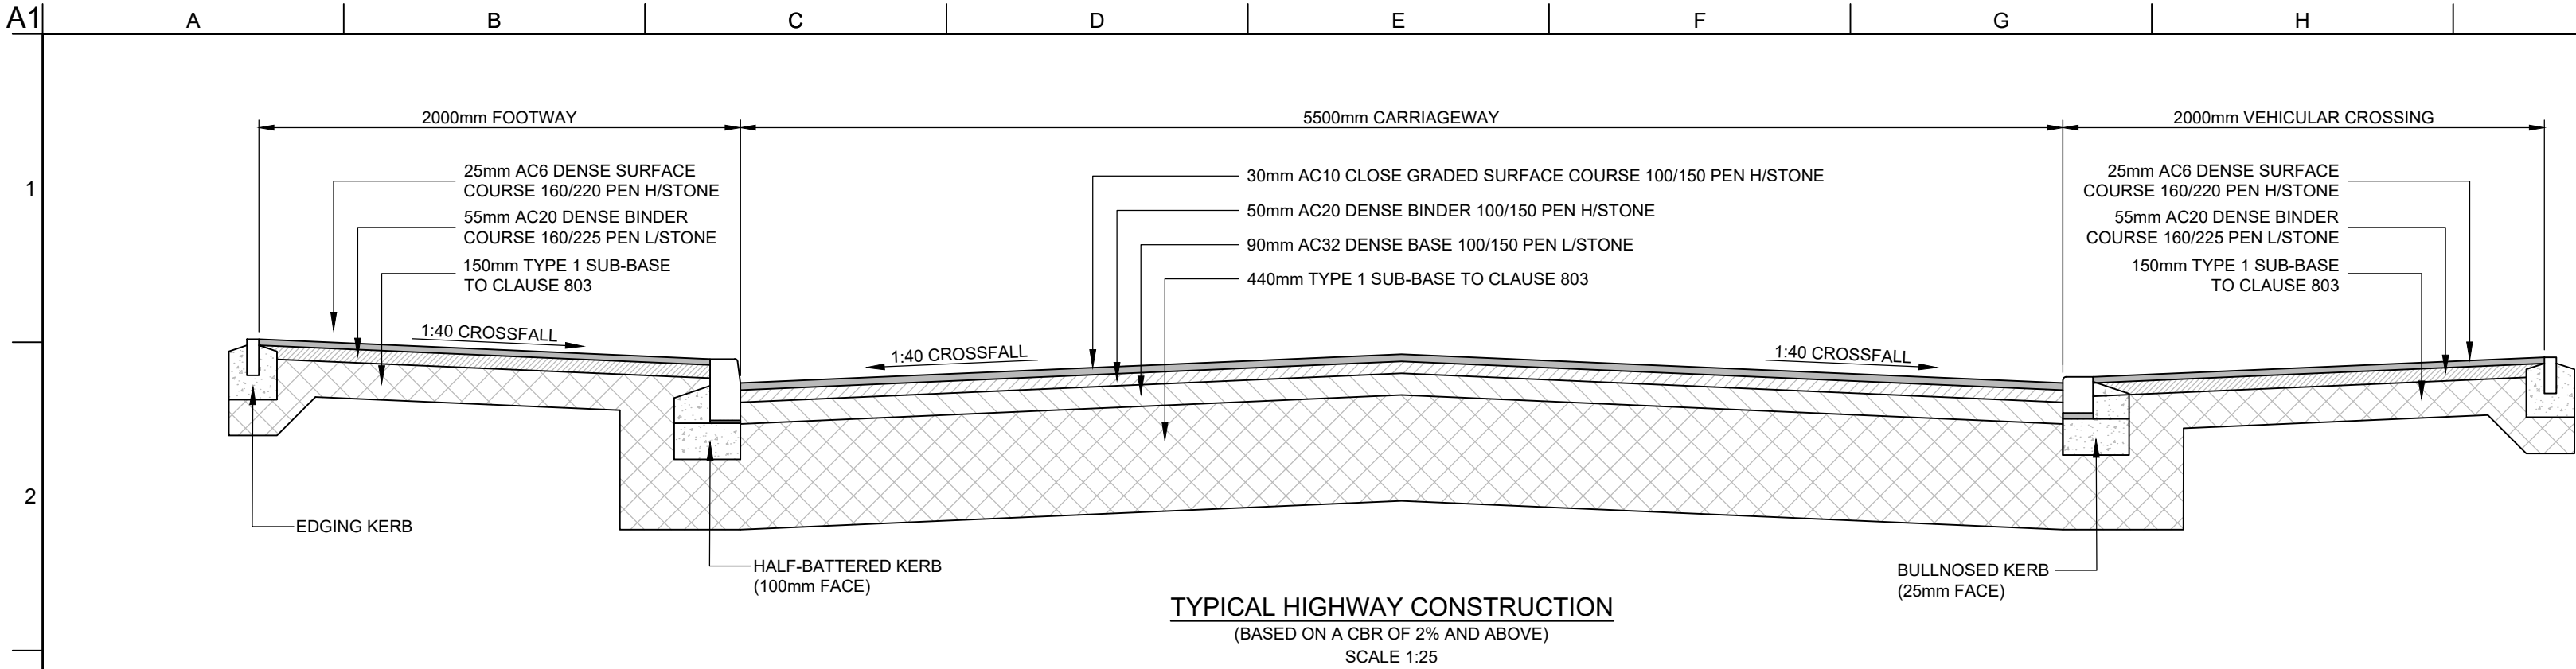 A1
A
B
C
D
E
F
G
H
1
2
2000mm FOOTWAY
5500mm CARRIAGEWAY
2000mm VEHICULAR CROSSING
25mm AC6 DENSE SURFACE
COURSE 160/220 PEN H/STONE
55mm AC20 DENSE BINDER
COURSE 160/225 PEN L/STONE
150mm TYPE 1 SUB-BASE
TO CLAUSE 803
30mm AC10 CLOSE GRADED SURFACE COURSE 100/150 PEN H/STONE
50mm AC20 DENSE BINDER 100/150 PEN H/STONE
90mm AC32 DENSE BASE 100/150 PEN L/STONE
440mm TYPE 1 SUB-BASE TO CLAUSE 803
25mm AC6 DENSE SURFACE
COURSE 160/220 PEN H/STONE
55mm AC20 DENSE BINDER
COURSE 160/225 PEN L/STONE
150mm TYPE 1 SUB-BASE
TO CLAUSE 803
1:40 CROSSFALL
1:40 CROSSFALL
1:40 CROSSFALL
EDGING KERB
HALF-BATTERED KERB
(100mm FACE)
BULLNOSED KERB
(25mm FACE)
TYPICAL HIGHWAY CONSTRUCTION
(BASED ON A CBR OF 2% AND ABOVE)
SCALE 1:25